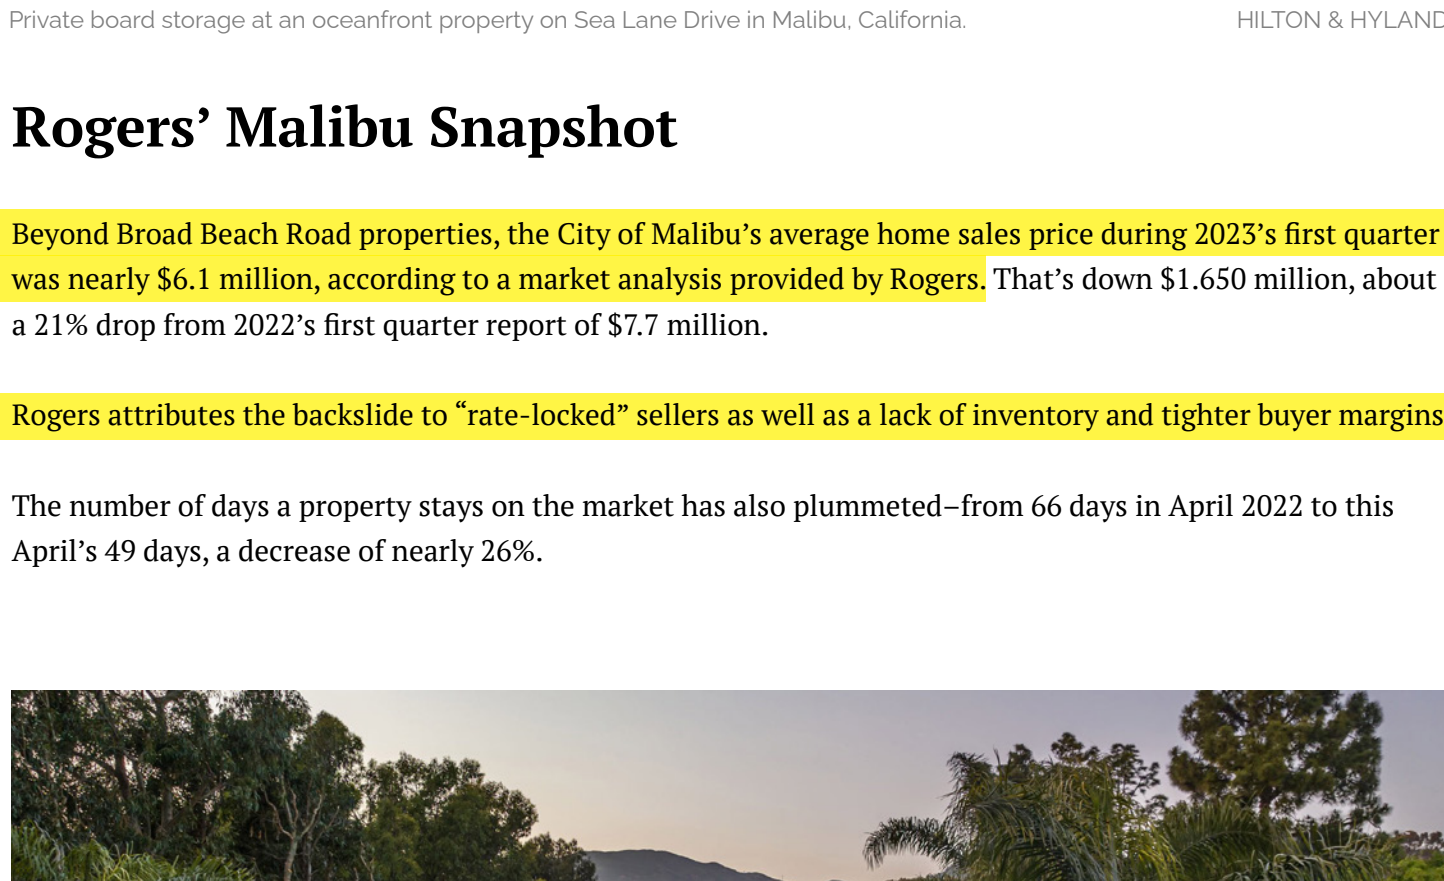 Private board storage at an oceanfront property on Sea Lane Drive in Malibu, California.
HILTON & HYLAND
Rogers’ Malibu Snapshot
Beyond Broad Beach Road properties, the City of Malibu’s average home sales price during 2023’s first quarter
was nearly $6.1 million, according to a market analysis provided by Rogers. That’s down $1.650 million, about
a 21% drop from 2022’s first quarter report of $7.7 million.
Rogers attributes the backslide to “rate-locked” sellers as well as a lack of inventory and tighter buyer margins
The number of days a property stays on the market has also plummeted–from 66 days in April 2022 to this
April’s 49 days, a decrease of nearly 26%.